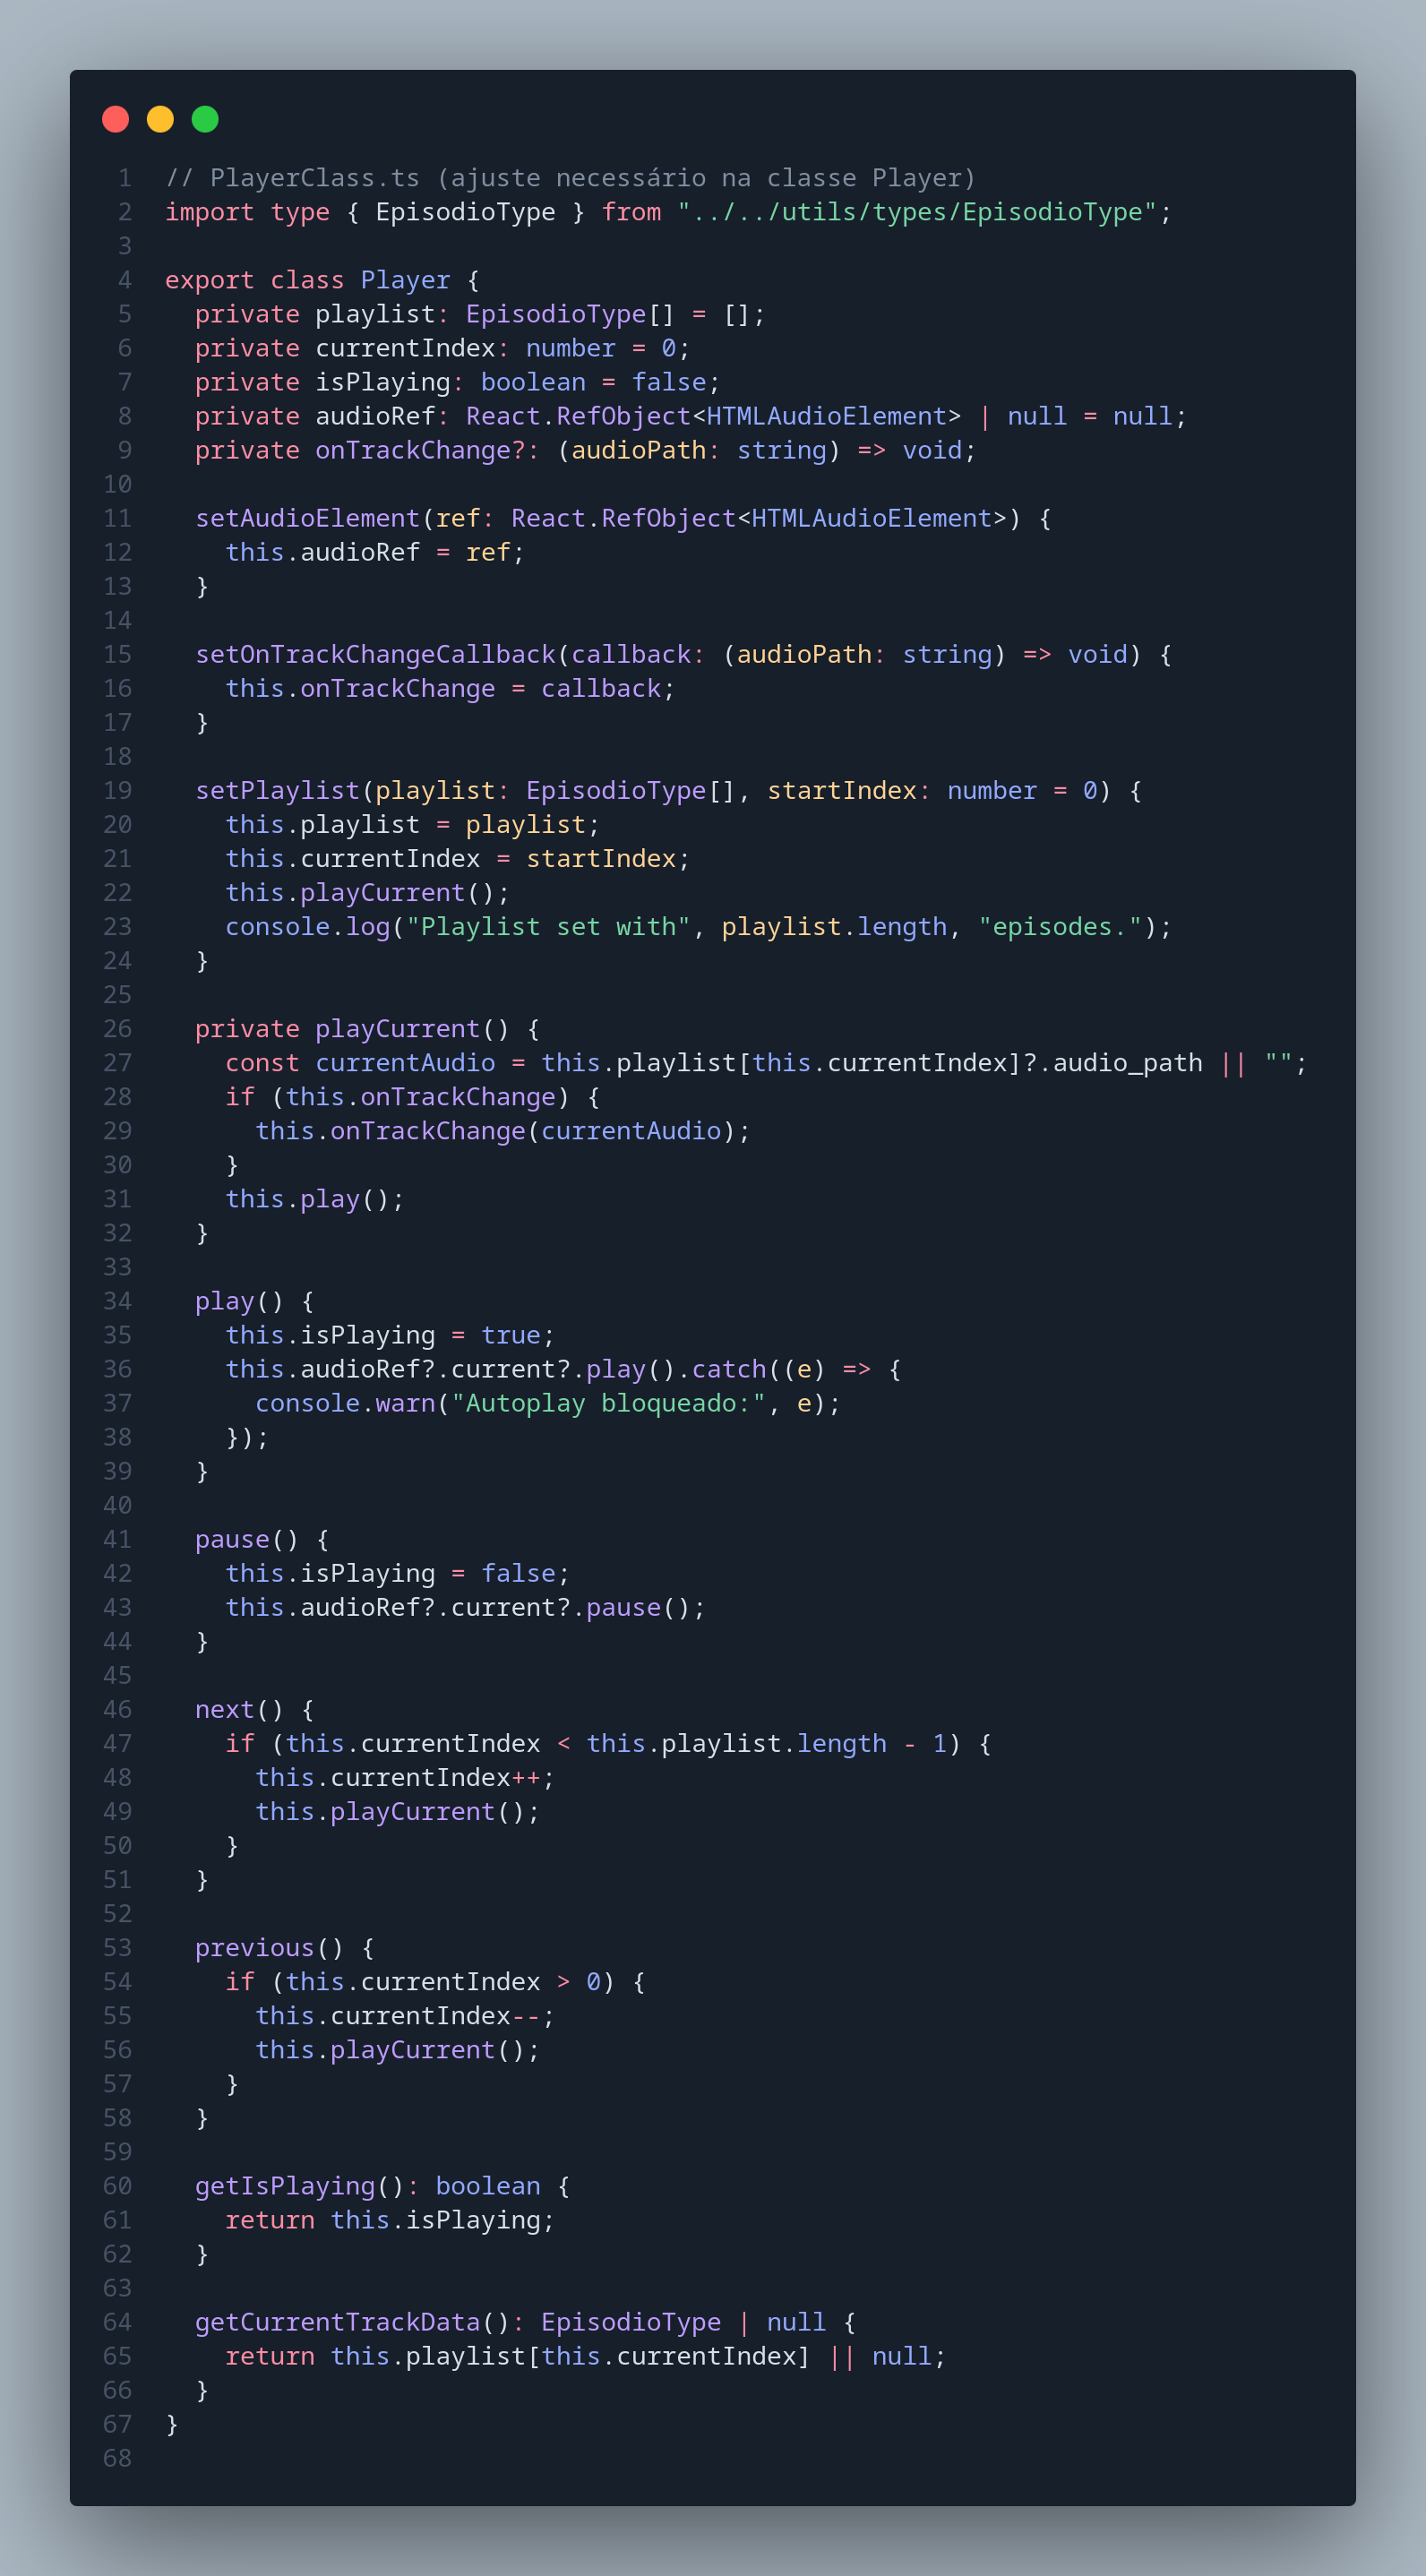 1 // PlayerClass.ts (ajuste necessário na classe Player)
2 import type { EpisodioType } from "../../utils/types/EpisodioType";
3
4 export class Player {
5   private playlist: EpisodioType[] = [];
6   private currentIndex: number = 0;
7   private isPlaying: boolean = false;
8   private audioRef: React.RefObject<HTMLAudioElement> | null = null;
9   private onTrackChange?: (audioPath: string) => void;
10
11   setAudioElement(ref: React.RefObject<HTMLAudioElement>) {
12     this.audioRef = ref;
13   }
14
15   setOnTrackChangeCallback(callback: (audioPath: string) => void) {
16     this.onTrackChange = callback;
17   }
18
19   setPlaylist(playlist: EpisodioType[], startIndex: number = 0) {
20     this.playlist = playlist;
21     this.currentIndex = startIndex;
22     this.playCurrent();
23     console.log("Playlist set with", playlist.length, "episodes.");
24   }
25
26   private playCurrent() {
27     const currentAudio = this.playlist[this.currentIndex]?.audio_path || "";
28     if (this.onTrackChange) {
29       this.onTrackChange(currentAudio);
30     }
31     this.play();
32   }
33
34   play() {
35     this.isPlaying = true;
36     this.audioRef?.current?.play().catch((e) => {
37       console.warn("Autoplay bloqueado:", e);
38     });
39   }
40
41   pause() {
42     this.isPlaying = false;
43     this.audioRef?.current?.pause();
44   }
45
46   next() {
47     if (this.currentIndex < this.playlist.length - 1) {
48       this.currentIndex++;
49       this.playCurrent();
50     }
51   }
52
53   previous() {
54     if (this.currentIndex > 0) {
55       this.currentIndex--;
56       this.playCurrent();
57     }
58   }
59
60   getIsPlaying(): boolean {
61     return this.isPlaying;
62   }
63
64   getCurrentTrackData(): EpisodioType | null {
65     return this.playlist[this.currentIndex] || null;
66   }
67 }
68